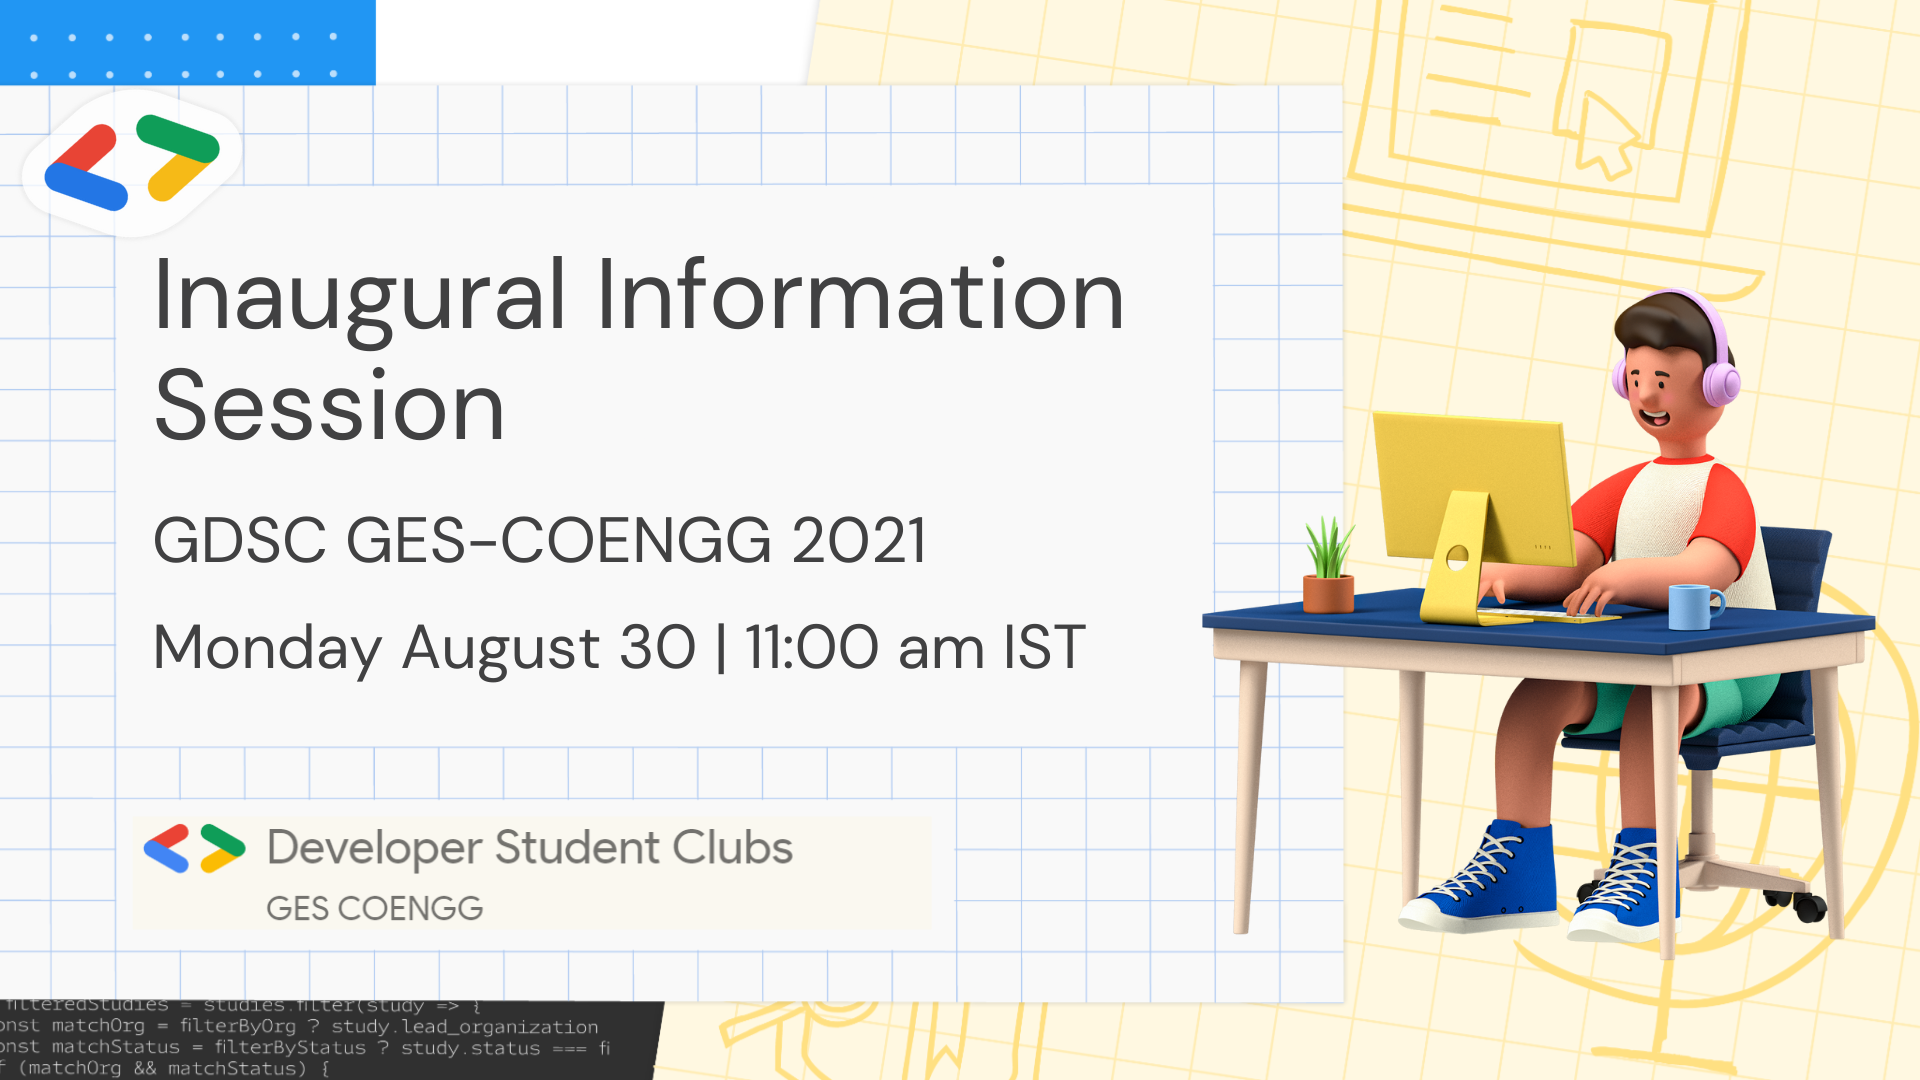 Inaugural Information
Session
GDSC GES-COENGG 2021
Monday August 30 | 11:00 am IST
Developer Student Clubs
GES COENGG
filteredStudies = studies.filter(study => {
onst matchOrg = filterByOrg ? study.lead_organization
onst matchStatus = filterByStatus ? study.status === fi
f (matchOrg && matchStatus) {